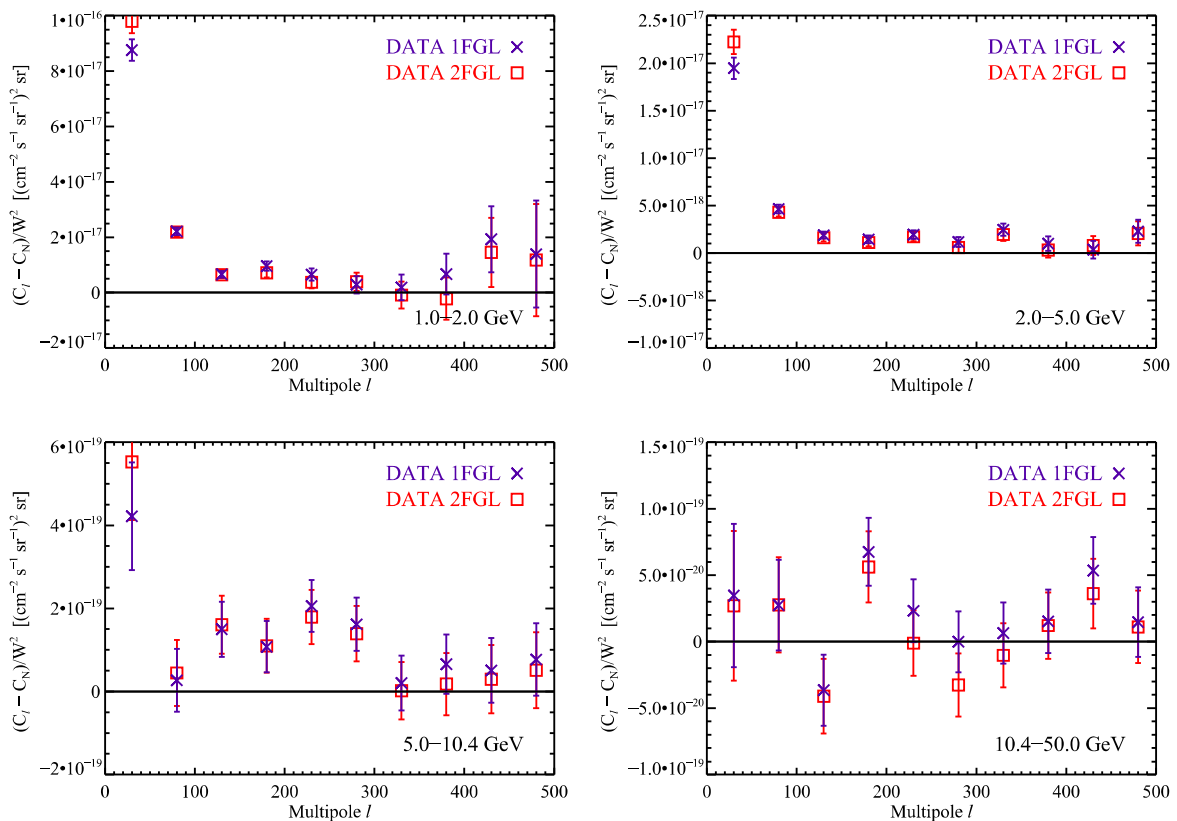 1•10⁻¹⁶
8•10⁻¹⁷
6•10⁻¹⁷
4•10⁻¹⁷
2•10⁻¹⁷
0
−2•10⁻¹⁷
(C_l − C_N)/W² [(cm⁻² s⁻¹ sr⁻¹)² sr]
DATA 1FGL
DATA 2FGL
1.0−2.0 GeV
0 100 200 300 400 500
Multipole l
2.5•10⁻¹⁷
2.0•10⁻¹⁷
1.5•10⁻¹⁷
1.0•10⁻¹⁷
5.0•10⁻¹⁸
0
−5.0•10⁻¹⁸
−1.0•10⁻¹⁷
(C_l − C_N)/W² [(cm⁻² s⁻¹ sr⁻¹)² sr]
DATA 1FGL
DATA 2FGL
2.0−5.0 GeV
0 100 200 300 400 500
Multipole l
6•10⁻¹⁹
4•10⁻¹⁹
2•10⁻¹⁹
0
−2•10⁻¹⁹
(C_l − C_N)/W² [(cm⁻² s⁻¹ sr⁻¹)² sr]
DATA 1FGL
DATA 2FGL
5.0−10.4 GeV
0 100 200 300 400 500
Multipole l
1.5•10⁻¹⁹
1.0•10⁻¹⁹
5.0•10⁻²⁰
0
−5.0•10⁻²⁰
−1.0•10⁻¹⁹
(C_l − C_N)/W² [(cm⁻² s⁻¹ sr⁻¹)² sr]
DATA 1FGL
DATA 2FGL
10.4−50.0 GeV
0 100 200 300 400 500
Multipole l